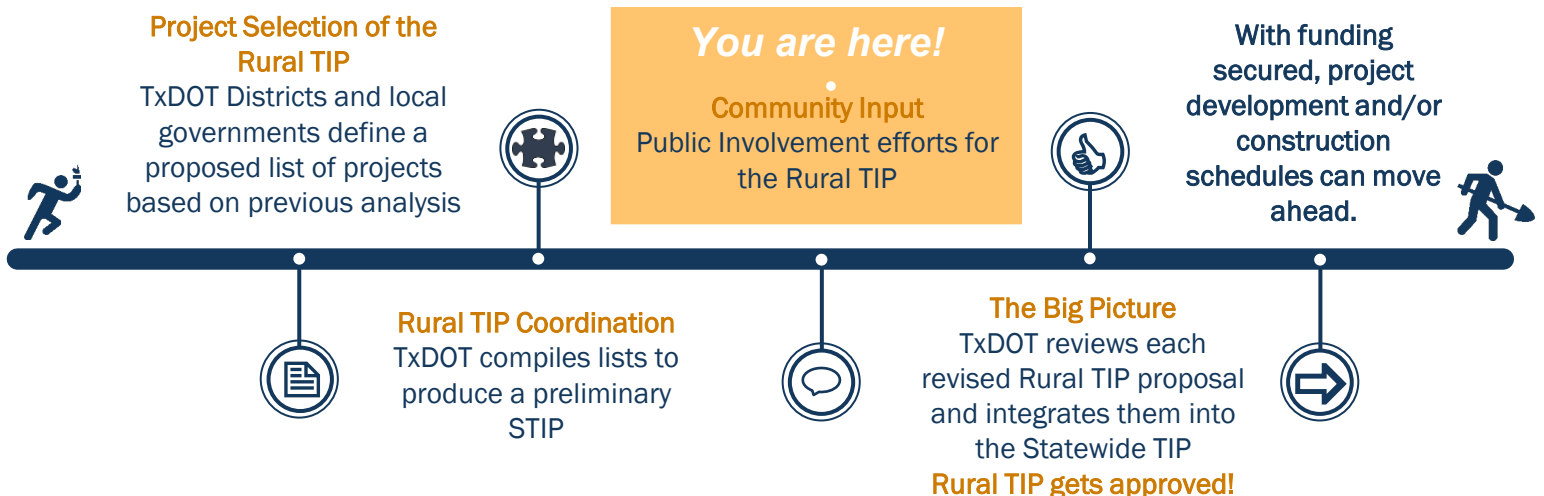 Project Selection of the
Rural TIP
TxDOT Districts and local
governments define a
proposed list of projects
based on previous analysis
Rural TIP Coordination
TxDOT compiles lists to
produce a preliminary
STIP
You are here!
Community Input
Public Involvement efforts for
the Rural TIP
The Big Picture
TxDOT reviews each
revised Rural TIP proposal
and integrates them into
the Statewide TIP
Rural TIP gets approved!
With funding
secured, project
development and/or
construction
schedules can move
ahead.